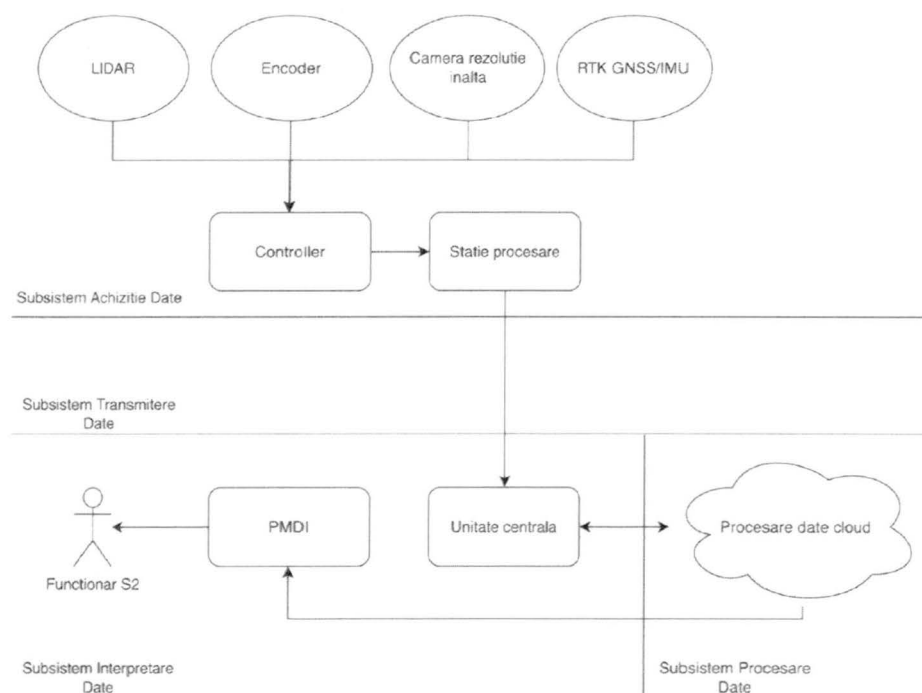 LIDAR
Encoder
Camera rezolutie
inalta
RTK GNSS/IMU
Controller
Statie procesare
Subsistem Achizitie Date
Subsistem Transmitere
Date
PMDI
Unitate centrala
Procesare date cloud
Functionar S2
Subsistem Interpretare
Date
Subsistem Procesare
Date